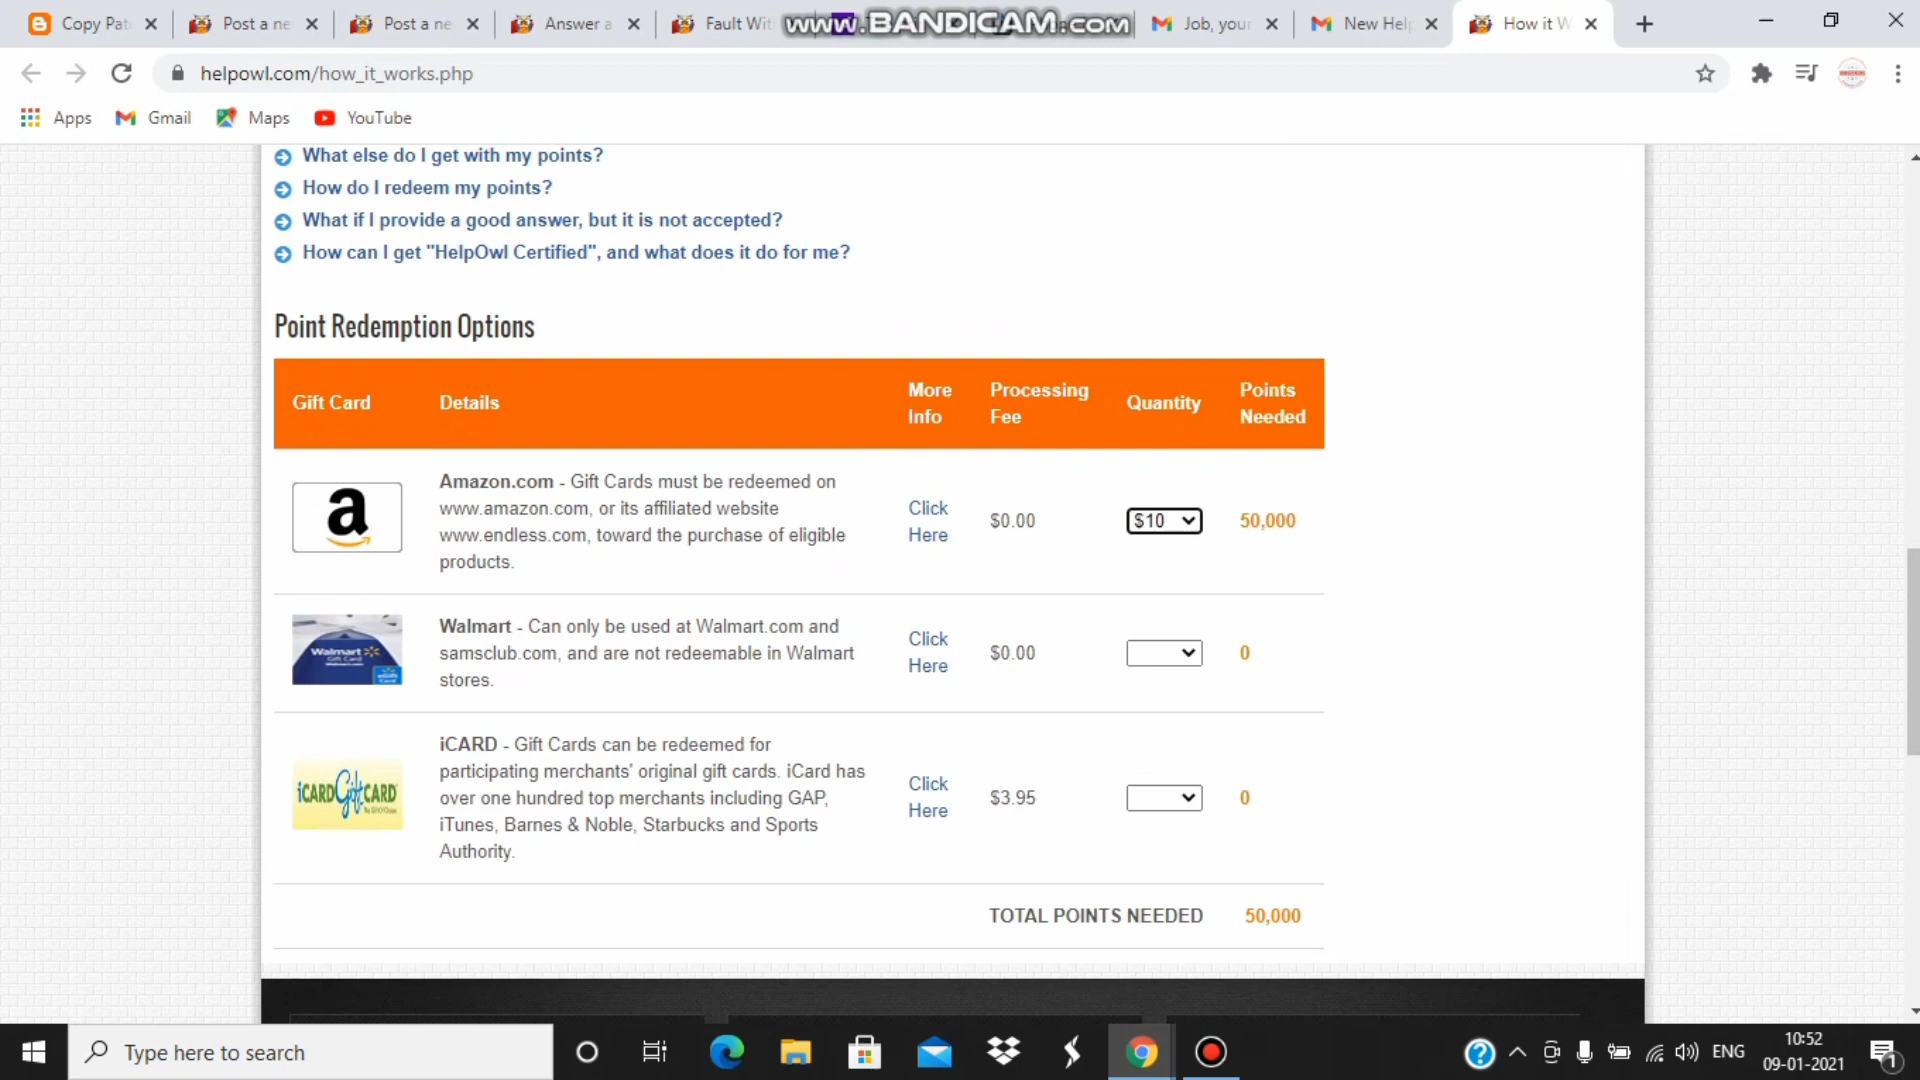 Copy Pat
Post a ne
Post a ne
Answer a
Fault Wit
www.BANDICAM.com
Job, your
New Help
How it W
helpowl.com/how_it_works.php
Apps
Gmail
Maps
YouTube
What else do I get with my points?
How do I redeem my points?
What if I provide a good answer, but it is not accepted?
How can I get "HelpOwl Certified", and what does it do for me?
Point Redemption Options
Gift Card
Details
More
Info
Processing
Fee
Quantity
Points
Needed
a
Amazon.com - Gift Cards must be redeemed on
www.amazon.com, or its affiliated website
www.endless.com, toward the purchase of eligible
products.
Click
Here
$0.00
$10
50,000
Walmart
Walmart - Can only be used at Walmart.com and
samsclub.com, and are not redeemable in Walmart
stores.
Click
Here
$0.00
0
iCARD Gift CARD
iCARD - Gift Cards can be redeemed for
participating merchants' original gift cards. iCard has
over one hundred top merchants including GAP,
iTunes, Barnes & Noble, Starbucks and Sports
Authority.
Click
Here
$3.95
0
TOTAL POINTS NEEDED
50,000
Type here to search
ENG
10:52
09-01-2021
1